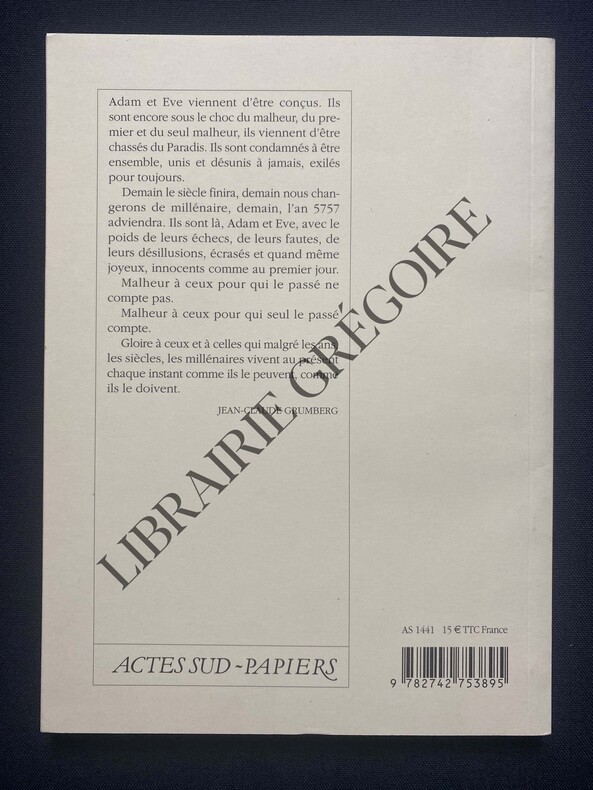 Adam et Eve viennent d'être conçus. Ils
sont encore sous le choc du malheur, du pre-
mier et du seul malheur, ils viennent d'être
chassés du Paradis. Ils sont condamnés à être
ensemble, unis et désunis à jamais, exilés
pour toujours.
Demain le siècle finira, demain nous chan-
gerons de millénaire, demain, l'an 5757
adviendra. Ils sont là, Adam et Eve, avec le
poids de leurs échecs, de leurs fautes, de
leurs désillusions, écrasés et quand même
joyeux, innocents comme au premier jour.
Malheur à ceux pour qui le passé ne
compte pas.
Malheur à ceux pour qui seul le passé
compte.
Gloire à ceux et à celles qui malgré les ans,
les siècles, les millénaires vivent au présent
chaque instant comme ils le peuvent, comme
ils le doivent.
JEAN-CLAUDE GRUMBERG
LIBRAIRIE GRÉGOIRE
AS 1441 15 € TTC France
ACTES SUD - PAPIERS
9 782742 753895